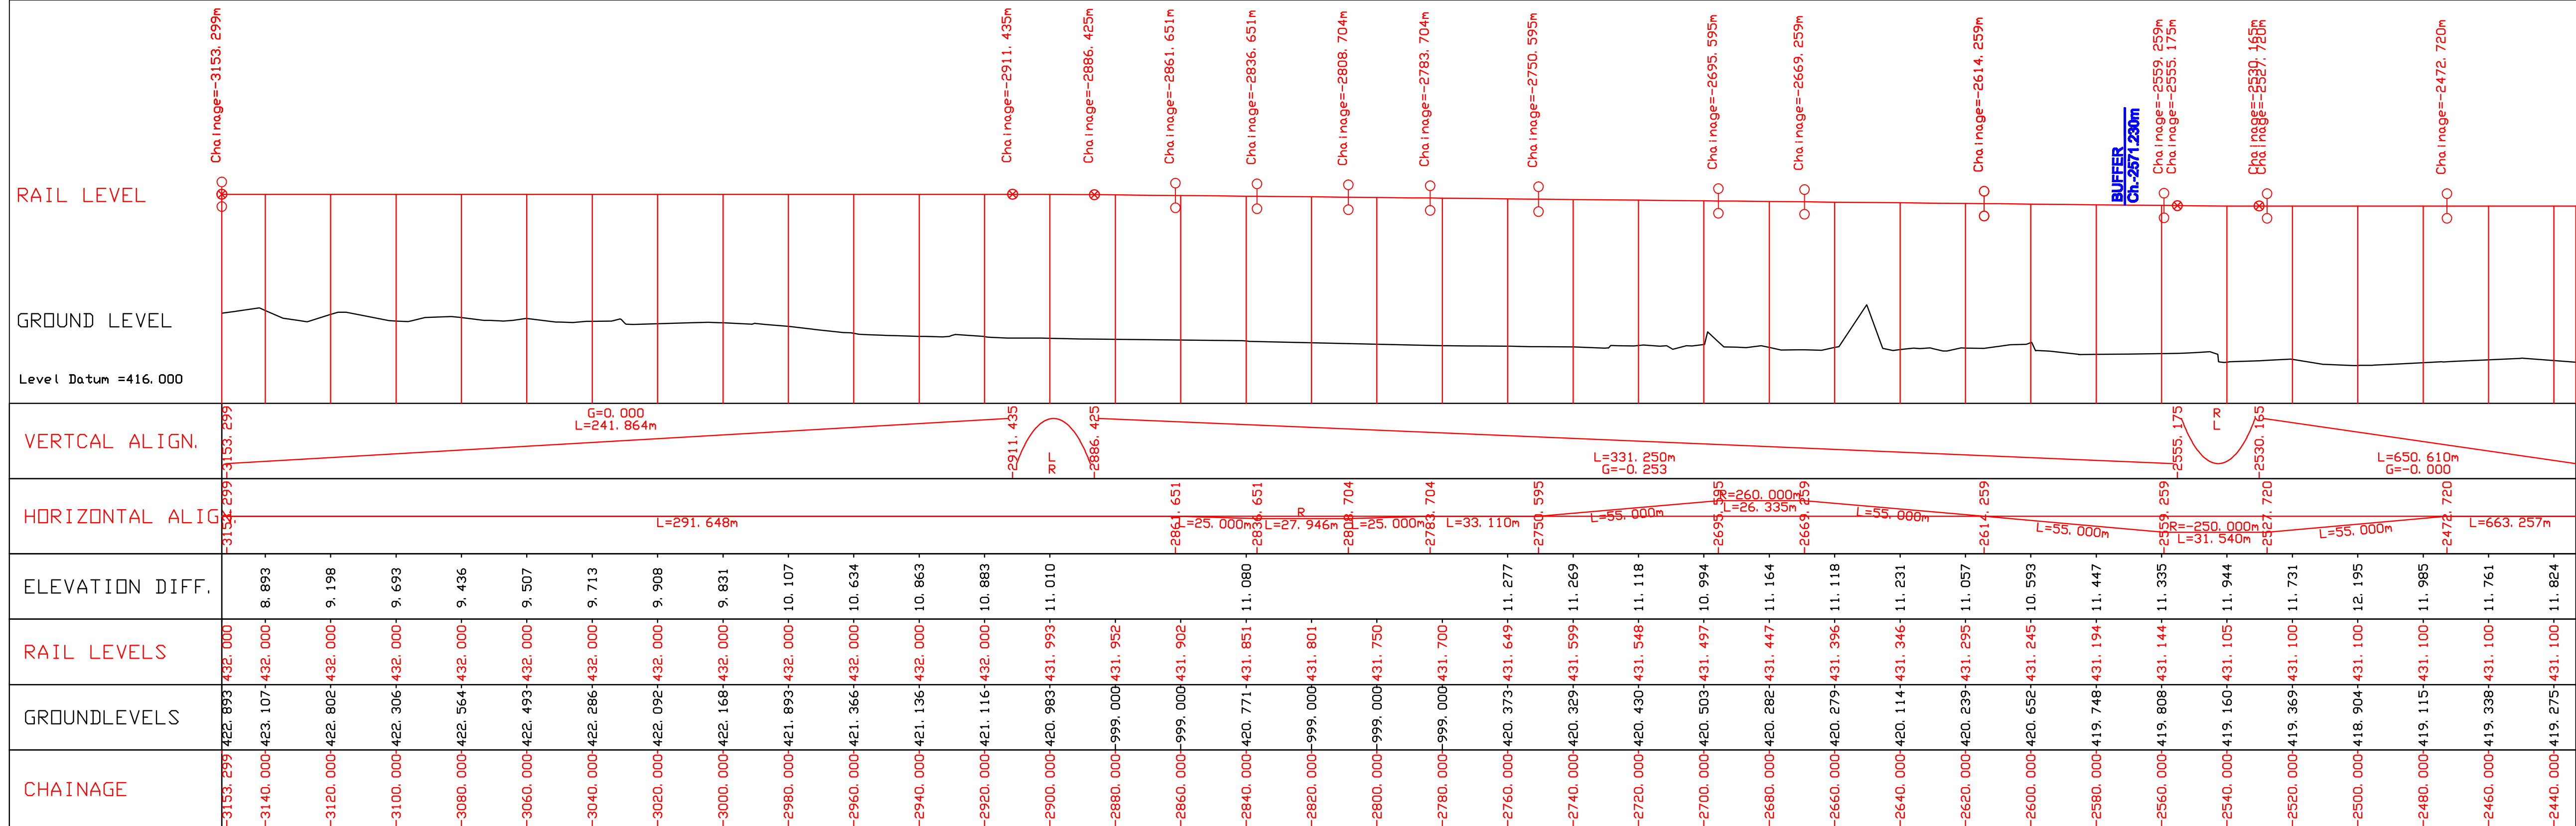 Chainage=-3153.299m
Chainage=-2911.435m
Chainage=-2886.425m
Chainage=-2861.651m
Chainage=-2836.651m
Chainage=-2808.704m
Chainage=-2783.704m
Chainage=-2750.595m
Chainage=-2695.595m
Chainage=-2669.259m
Chainage=-2614.259m
BUFFER
Ch.-2571.230m
Chainage=-2559.259m
Chainage=-2555.175m
Chainage=-2530.165m
Chainage=-2527.720m
Chainage=-2472.720m
RAIL LEVEL
GROUND LEVEL
Level Datum =416.000
VERTCAL ALIGN.
-3153.299
G=0.000
L=241.864m
-2911.435
L
R
-2886.425
L=331.250m
G=-0.253
-2555.175
R
L
-2530.165
L=650.610m
G=-0.000
HORIZONTAL ALIG.
-3153.299
L=291.648m
-2861.651
L=25.000m
-2836.651
R
L=27.946m
-2808.704
L=25.000m
-2783.704
L=33.110m
-2750.595
L=55.000m
-2695.595
R=260.000m
L=26.335m
-2669.259
L=55.000m
-2614.259
L=55.000m
-2559.259
R=-250.000m
L=31.540m
-2527.720
L=55.000m
-2472.720
L=663.257m
ELEVATION DIFF. 8.893 9.198 9.693 9.436 9.507 9.713 9.908 9.831 10.107 10.634 10.863 10.883 11.010 11.080 11.277 11.269 11.118 10.994 11.164 11.118 11.231 11.057 10.593 11.447 11.335 11.944 11.731 12.195 11.985 11.761 11.824
RAIL LEVELS 432.000 432.000 432.000 432.000 432.000 432.000 432.000 432.000 432.000 432.000 432.000 432.000 432.000 431.993 431.952 431.902 431.851 431.801 431.750 431.700 431.649 431.599 431.548 431.497 431.447 431.396 431.346 431.295 431.245 431.194 431.144 431.105 431.100 431.100 431.100 431.100 431.100
GROUNDLEVELS 422.893 423.107 422.802 422.306 422.564 422.493 422.286 422.092 422.168 421.893 421.366 421.136 421.116 420.983 -999.000 -999.000 420.771 -999.000 -999.000 -999.000 420.373 420.329 420.430 420.503 420.282 420.279 420.114 420.239 420.652 419.748 419.808 419.160 419.369 418.904 419.115 419.338 419.275
CHAINAGE -3153.299 -3140.000 -3120.000 -3100.000 -3080.000 -3060.000 -3040.000 -3020.000 -3000.000 -2980.000 -2960.000 -2940.000 -2920.000 -2900.000 -2880.000 -2860.000 -2840.000 -2820.000 -2800.000 -2780.000 -2760.000 -2740.000 -2720.000 -2700.000 -2680.000 -2660.000 -2640.000 -2620.000 -2600.000 -2580.000 -2560.000 -2540.000 -2520.000 -2500.000 -2480.000 -2460.000 -2440.000